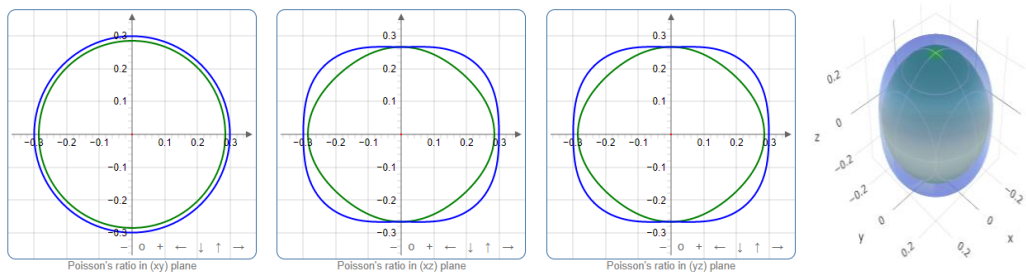 0.3
0.2
0.1
-0.3 -0.2 -0.1 0.1 0.2 0.3
-0.1
-0.2
-0.3
− o + ← ↓ ↑ →
Poisson's ratio in (xy) plane
0.3
0.2
0.1
-0.3 -0.2 -0.1 0.1 0.2 0.3
-0.1
-0.2
-0.3
− o + ← ↓ ↑ →
Poisson's ratio in (xz) plane
0.3
0.2
0.1
-0.3 -0.2 -0.1 0.1 0.2 0.3
-0.1
-0.2
-0.3
− o + ← ↓ ↑ →
Poisson's ratio in (yz) plane
0.2
z
0
−0.2
−0.2
−0.2
0
0
y
x
0.2
0.2